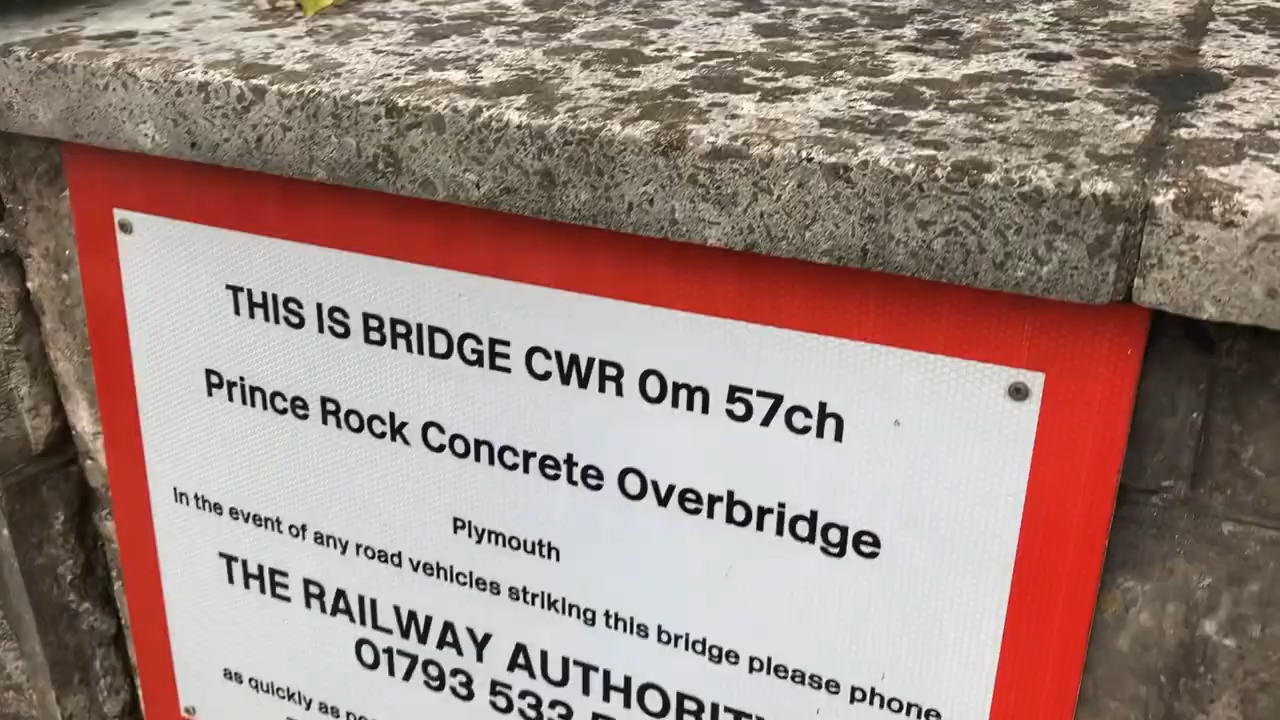 THIS IS BRIDGE CWR 0m 57ch
Prince Rock Concrete Overbridge
Plymouth
In the event of any road vehicles striking this bridge please phone
THE RAILWAY AUTHORITY
01793 533
as quickly as